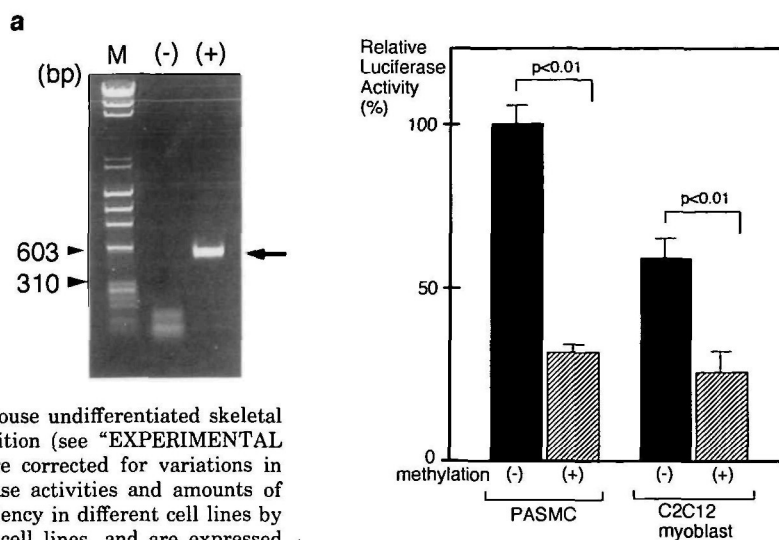 a
M (-) (+)
(bp)
603
310
ouse undifferentiated skeletal
ition (see “EXPERIMENTAL
re corrected for variations in
ase activities and amounts of
ency in different cell lines by
cell lines, and are expressed
Relative
Luciferase
Activity
(%)
p<0.01
100
p<0.01
50
0
methylation (-) (+) (-) (+)
PASMC C2C12
myoblast